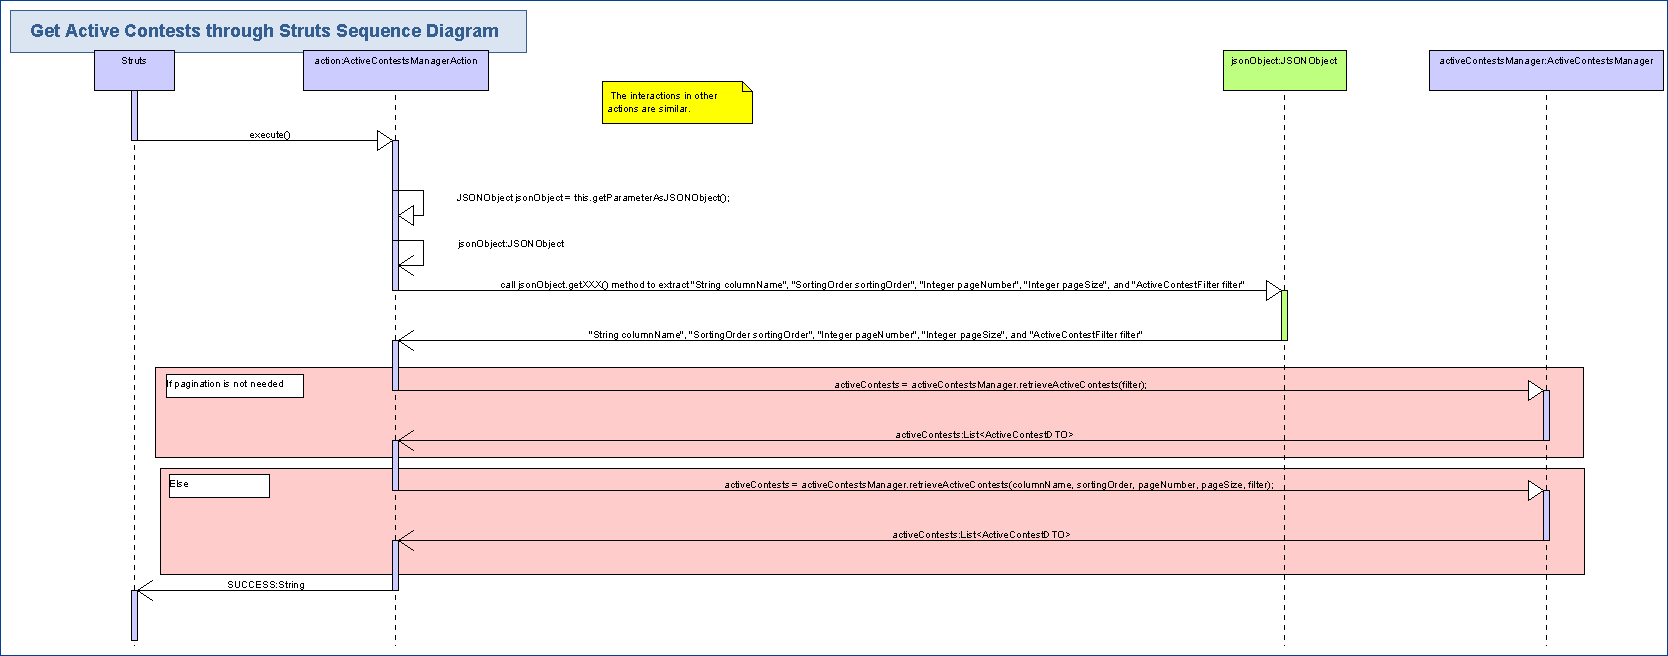 Get Active Contests through Struts Sequence Diagram
Struts
action:ActiveContestsManagerAction
jsonObject:JSONObject
activeContestsManager:ActiveContestsManager
The interactions in other
actions are similar.
execute()
JSONObject jsonObject = this.getParameterAsJSONObject();
jsonObject:JSONObject
call jsonObject.getXXX() method to extract "String columnName", "SortingOrder sortingOrder", "Integer pageNumber", "Integer pageSize", and "ActiveContestFilter filter"
"String columnName", "SortingOrder sortingOrder", "Integer pageNumber", "Integer pageSize", and "ActiveContestFilter filter"
If pagination is not needed
activeContests = activeContestsManager.retrieveActiveContests(filter);
activeContests:List<ActiveContestDTO>
Else
activeContests = activeContestsManager.retrieveActiveContests(columnName, sortingOrder, pageNumber, pageSize, filter);
activeContests:List<ActiveContestDTO>
SUCCESS:String